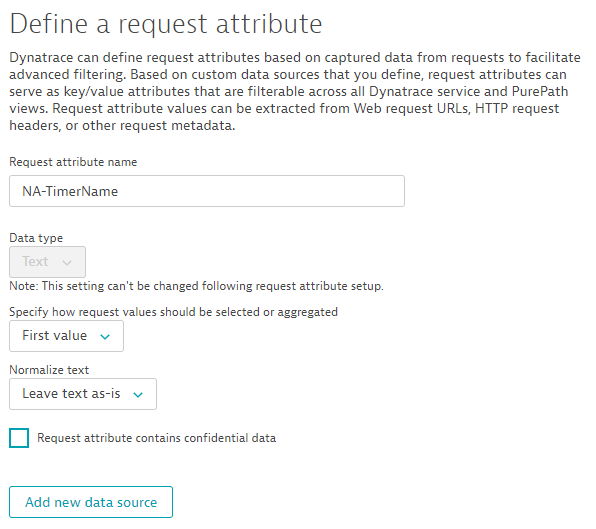 Define a request attribute
Dynatrace can define request attributes based on captured data from requests to facilitate
advanced filtering. Based on custom data sources that you define, request attributes can
serve as key/value attributes that are filterable across all Dynatrace service and PurePath
views. Request attribute values can be extracted from Web request URLs, HTTP request
headers, or other request metadata.
Request attribute name
NA-TimerName
Data type
Text
Note: This setting can't be changed following request attribute setup.
Specify how request values should be selected or aggregated
First value
Normalize text
Leave text as-is
Request attribute contains confidential data
Add new data source